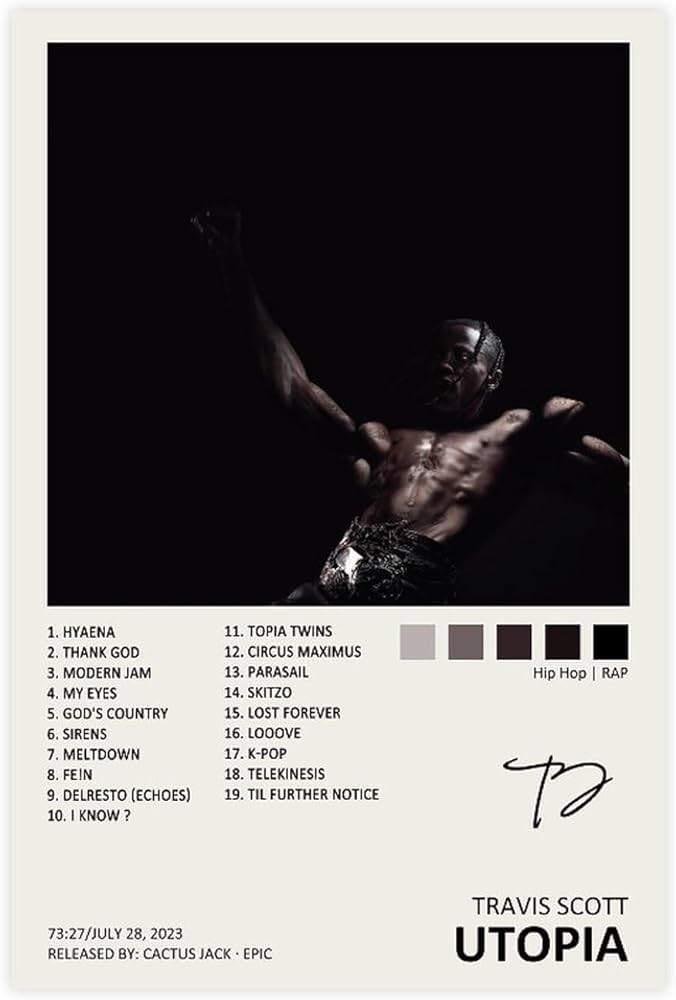 1. HYAENA
2. THANK GOD
3. MODERN JAM
4. MY EYES
5. GOD'S COUNTRY
6. SIRENS
7. MELTDOWN
8. FE!N
9. DELRESTO (ECHOES)
10. I KNOW ?
11. TOPIA TWINS
12. CIRCUS MAXIMUS
13. PARASAIL
14. SKITZO
15. LOST FOREVER
16. LOOOVE
17. K-POP
18. TELEKINESIS
19. TIL FURTHER NOTICE
Hip Hop | RAP
73:27/JULY 28, 2023
RELEASED BY: CACTUS JACK · EPIC
TRAVIS SCOTT
UTOPIA